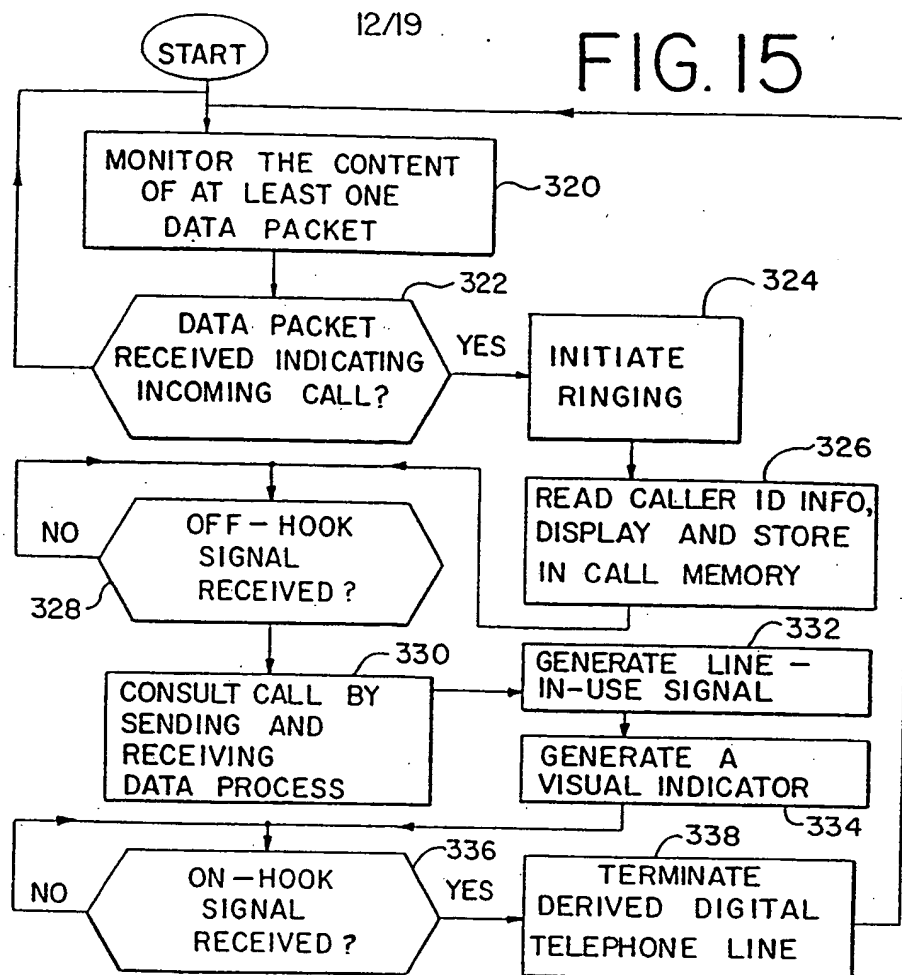 12/19
FIG. 15
START
MONITOR THE CONTENT
OF AT LEAST ONE
DATA PACKET
320
322
DATA PACKET
RECEIVED INDICATING
INCOMING CALL?
YES
324
INITIATE
RINGING
326
READ CALLER ID INFO,
DISPLAY AND STORE
IN CALL MEMORY
NO
OFF-HOOK
SIGNAL
RECEIVED?
328
330
CONSULT CALL BY
SENDING AND
RECEIVING
DATA PROCESS
332
GENERATE LINE-
IN-USE SIGNAL
GENERATE A
VISUAL INDICATOR
334
336
NO
ON-HOOK
SIGNAL
RECEIVED?
YES
338
TERMINATE
DERIVED DIGITAL
TELEPHONE LINE